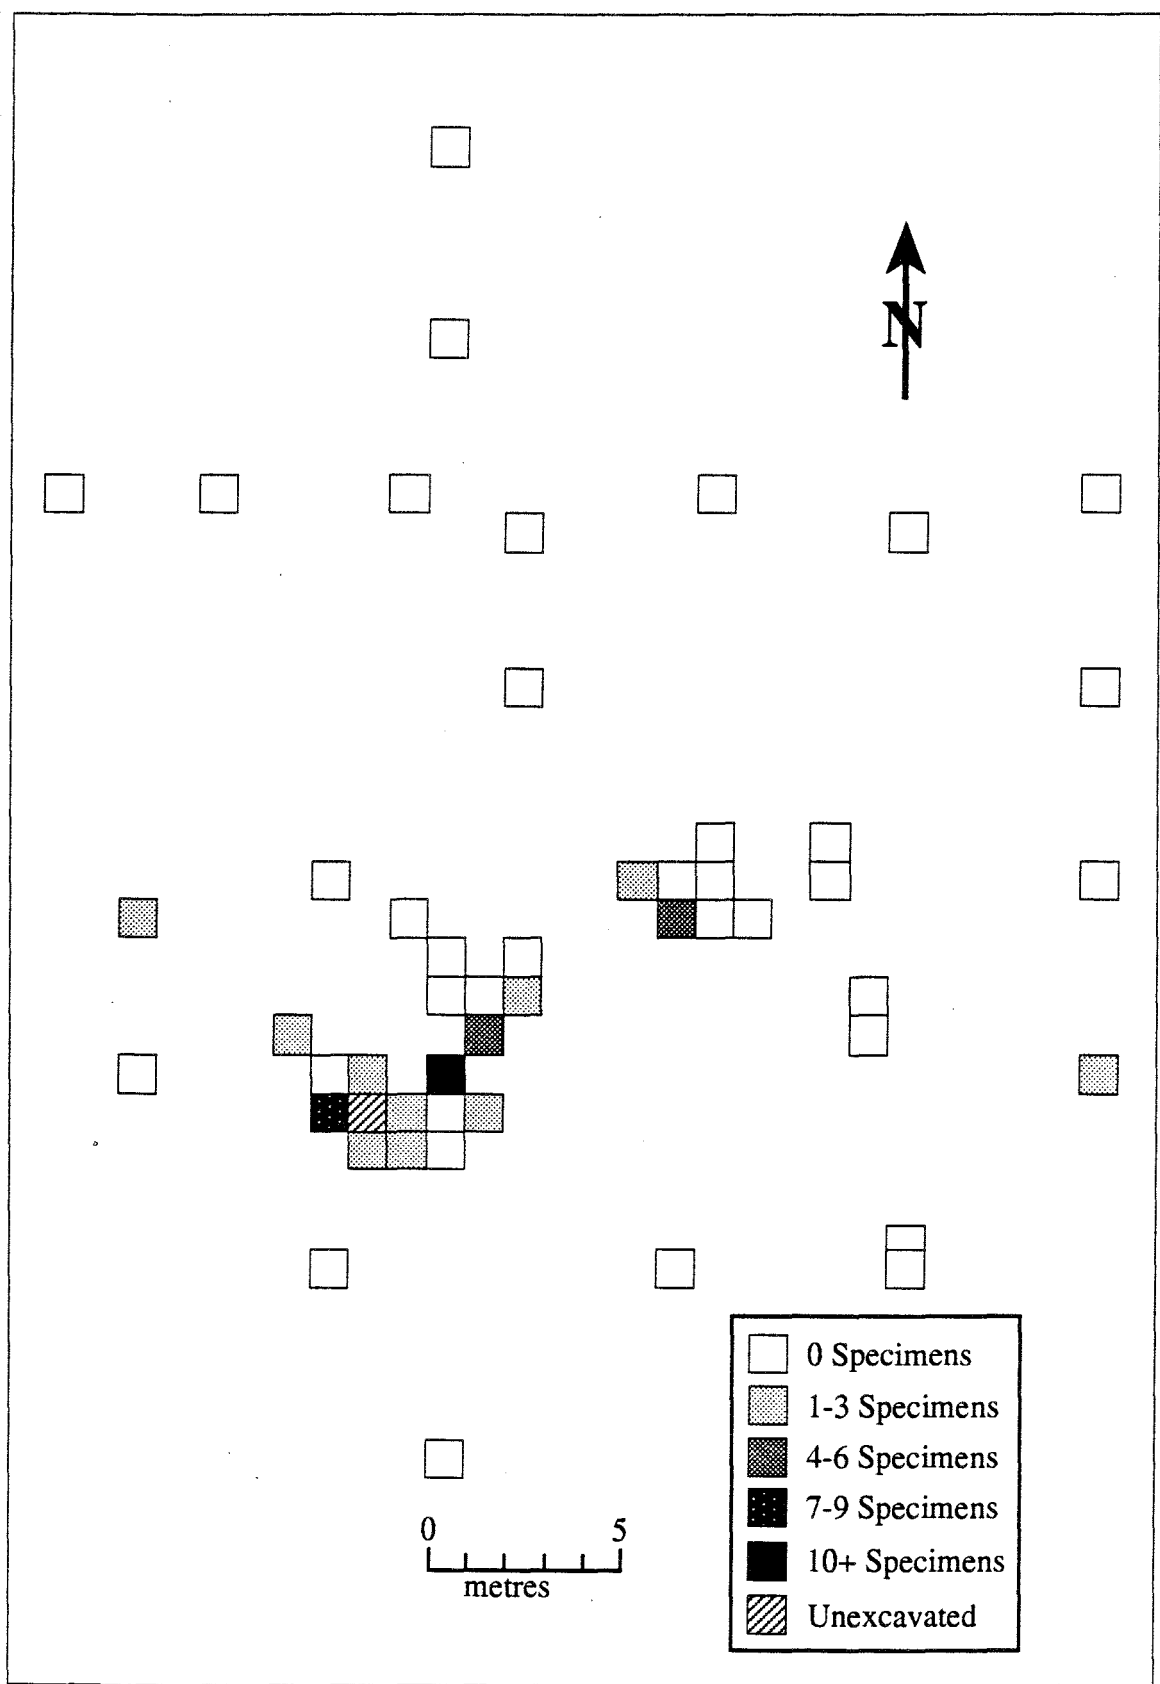 N
0 Specimens
1-3 Specimens
4-6 Specimens
7-9 Specimens
10+ Specimens
Unexcavated
0 5
metres